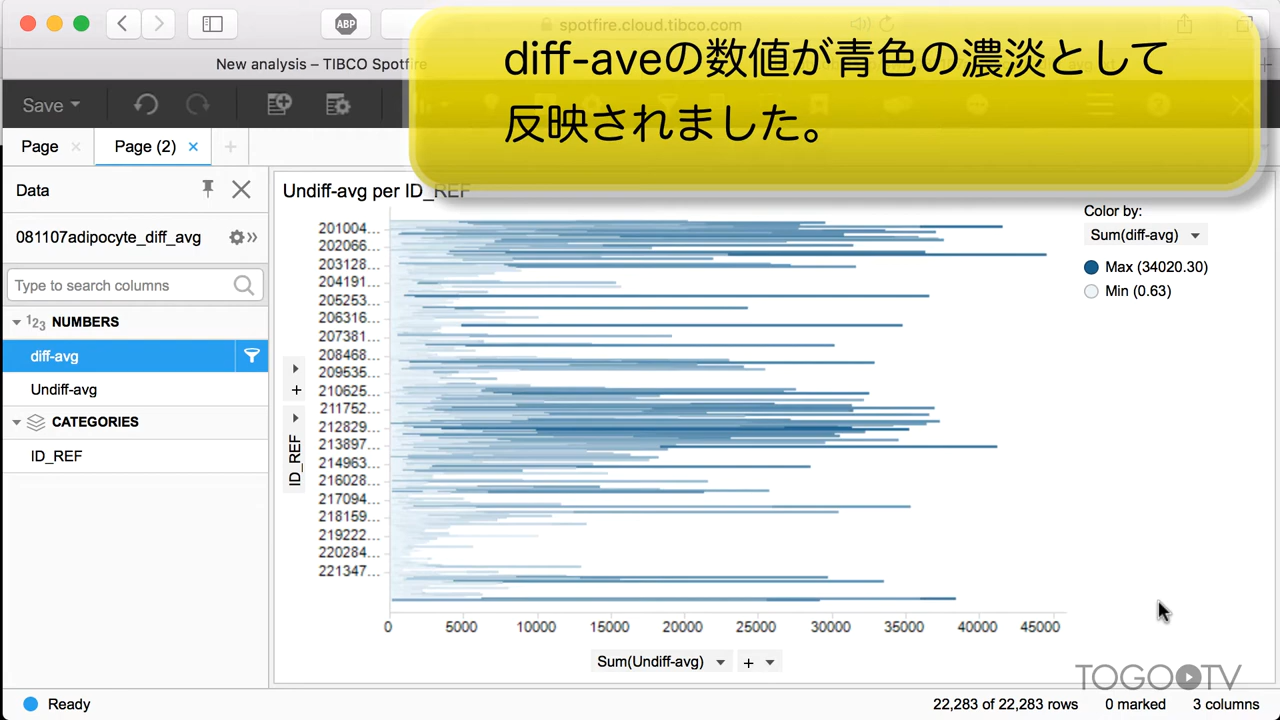 ABP
spotfire.cloud.tibco.com
New analysis – TIBCO Spotfire
diff-aveの数値が青色の濃淡として
反映されました。
Save
Page
Page (2)
Data
081107adipocyte_diff_avg
Type to search columns
NUMBERS
diff-avg
Undiff-avg
CATEGORIES
ID_REF
Undiff-avg per ID_REF
201004...
202066...
203128...
204191...
205253...
206316...
207381...
208468...
209535...
210625...
211752...
212829...
213897...
214963...
216028...
217094...
218159...
219222...
220284...
221347...
ID_REF
0 5000 10000 15000 20000 25000 30000 35000 40000 45000
Sum(Undiff-avg)
Color by:
Sum(diff-avg)
Max (34020.30)
Min (0.63)
TOGO TV
Ready
22,283 of 22,283 rows 0 marked 3 columns